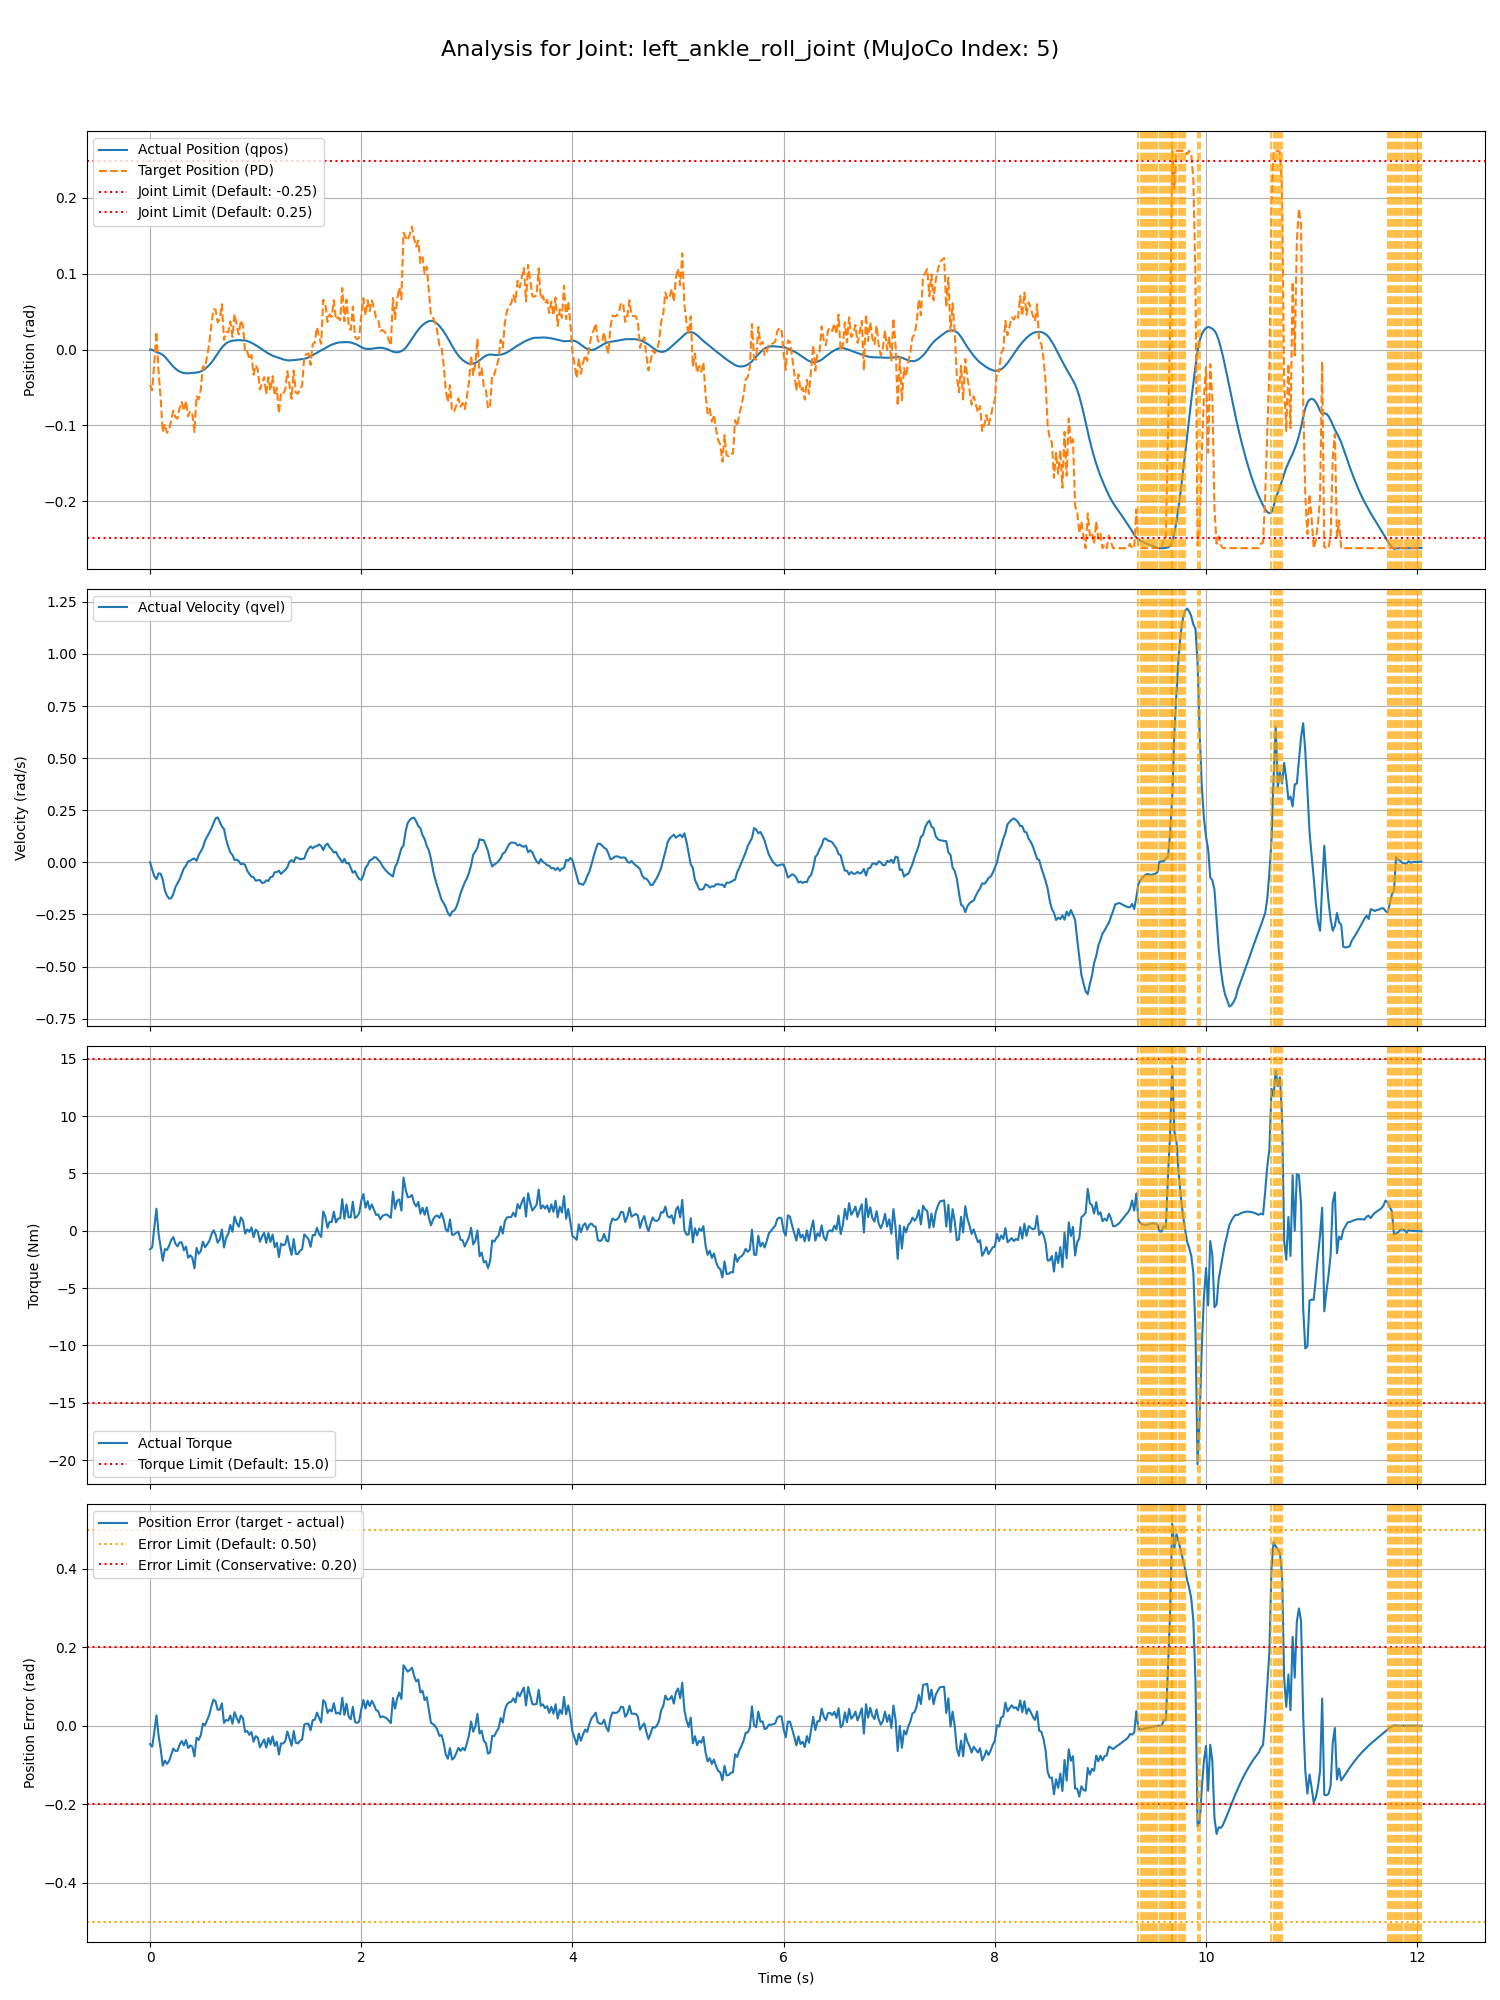 Analysis for Joint: left_ankle_roll_joint (MuJoCo Index: 5)
Actual Position (qpos)
Target Position (PD)
Joint Limit (Default: -0.25)
Joint Limit (Default: 0.25)
Position (rad)
0.2
0.1
0.0
−0.1
−0.2
Actual Velocity (qvel)
Velocity (rad/s)
1.25
1.00
0.75
0.50
0.25
0.00
−0.25
−0.50
−0.75
Torque (Nm)
15
10
5
0
−5
−10
−15
−20
Actual Torque
Torque Limit (Default: 15.0)
Position Error (target - actual)
Error Limit (Default: 0.50)
Error Limit (Conservative: 0.20)
Position Error (rad)
0.4
0.2
0.0
−0.2
−0.4
0 2 4 6 8 10 12
Time (s)